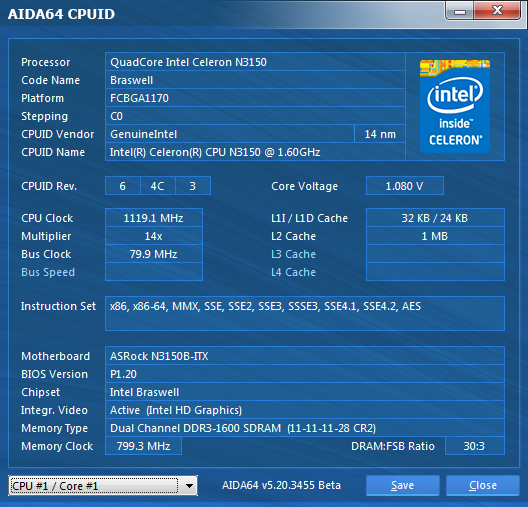 AIDA64 CPUID
Processor QuadCore Intel Celeron N3150
Code Name Braswell
Platform FCBGA1170
Stepping C0
CPUID Vendor GenuineIntel 14 nm
CPUID Name Intel(R) Celeron(R) CPU N3150 @ 1.60GHz
intel
inside™
CELERON®
CPUID Rev. 6 4C 3 Core Voltage 1.080 V
CPU Clock 1119.1 MHz L1I / L1D Cache 32 KB / 24 KB
Multiplier 14x L2 Cache 1 MB
Bus Clock 79.9 MHz L3 Cache
Bus Speed L4 Cache
Instruction Set x86, x86-64, MMX, SSE, SSE2, SSE3, SSSE3, SSE4.1, SSE4.2, AES
Motherboard ASRock N3150B-ITX
BIOS Version P1.20
Chipset Intel Braswell
Integr. Video Active (Intel HD Graphics)
Memory Type Dual Channel DDR3-1600 SDRAM (11-11-11-28 CR2)
Memory Clock 799.3 MHz DRAM:FSB Ratio 30:3
CPU #1 / Core #1 AIDA64 v5.20.3455 Beta Save Close